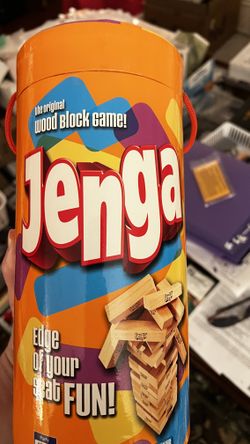 the original
wood Block Game!
Jenga
Edge
of your
seat FUN!